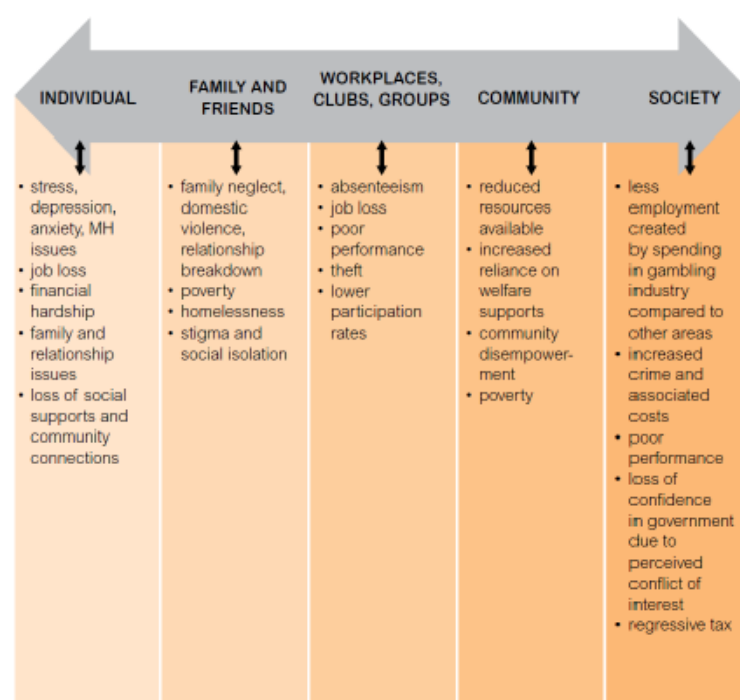 INDIVIDUAL
FAMILY AND
FRIENDS
WORKPLACES,
CLUBS, GROUPS
COMMUNITY
SOCIETY
• stress,
depression,
anxiety, MH
issues
• job loss
• financial
hardship
• family and
relationship
issues
• loss of social
supports and
community
connections
• family neglect,
domestic
violence,
relationship
breakdown
• poverty
• homelessness
• stigma and
social isolation
• absenteeism
• job loss
• poor
performance
• theft
• lower
participation
rates
• reduced
resources
available
• increased
reliance on
welfare
supports
• community
disempower-
ment
• poverty
• less
employment
created
by spending
in gambling
industry
compared to
other areas
• increased
crime and
associated
costs
• poor
performance
• loss of
confidence
in government
due to
perceived
conflict of
interest
• regressive tax